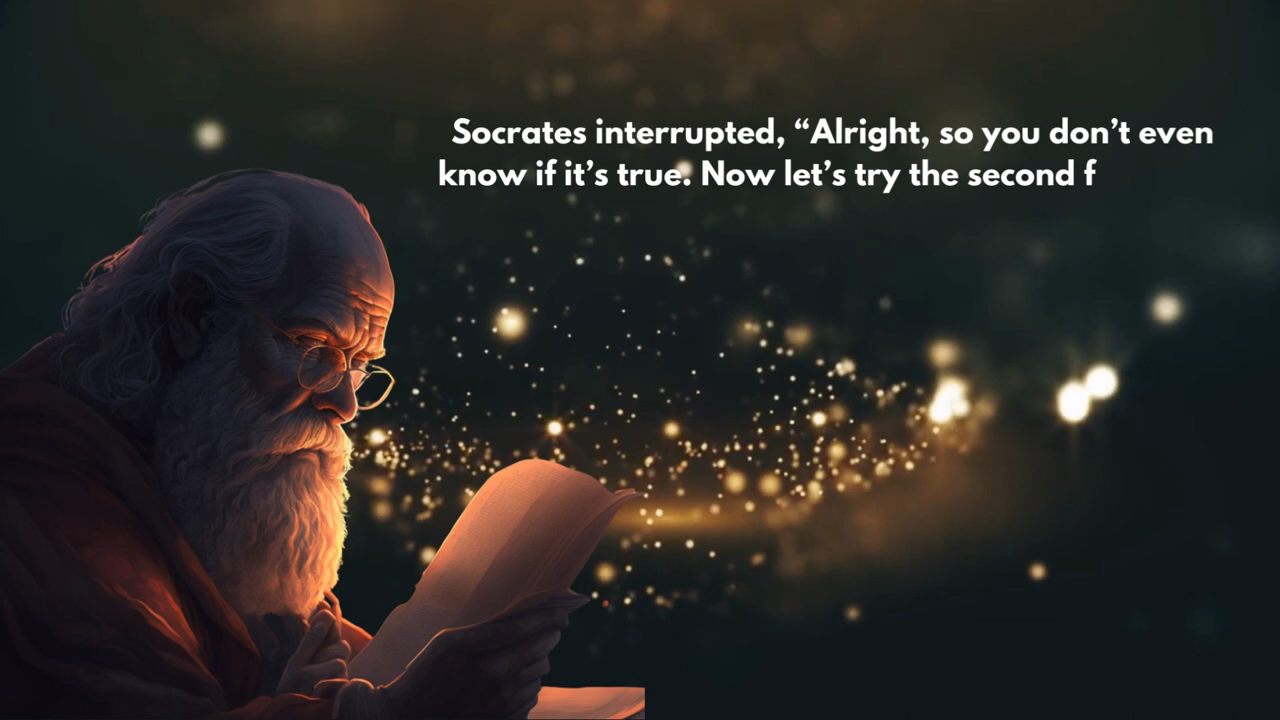 Socrates interrupted, “Alright, so you don’t even
know if it’s true. Now let’s try the second f